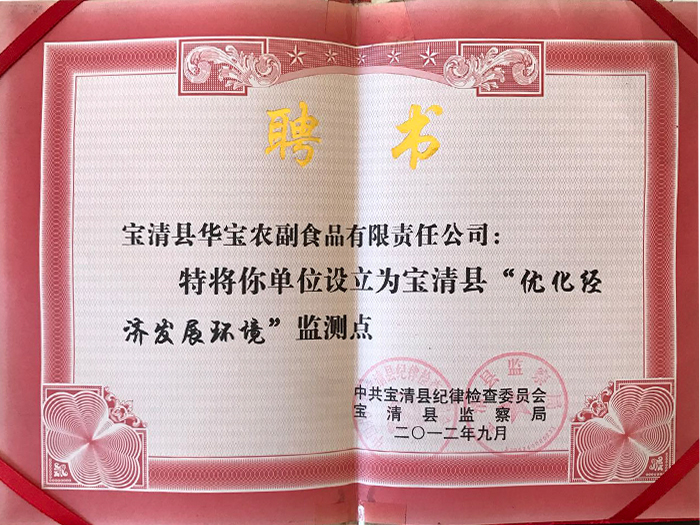 聘书
宝清县华宝农副食品有限责任公司：
特将你单位设立为宝清县“优化经
济发展环境”监测点
中共宝清县纪律检查委员会
宝清县监察局
二〇一二年九月